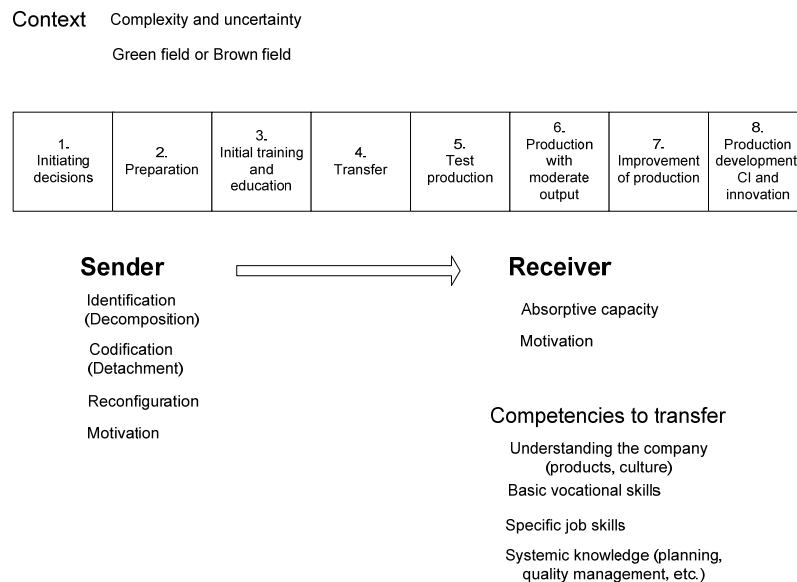 Context
Complexity and uncertainty
Green field or Brown field
1.
Initiating
decisions
2.
Preparation
3.
Initial training
and
education
4.
Transfer
5.
Test
production
6.
Production
with
moderate
output
7.
Improvement
of production
8.
Production
development
CI and
innovation
Sender
Identification
(Decomposition)
Codification
(Detachment)
Reconfiguration
Motivation
Receiver
Absorptive capacity
Motivation
Competencies to transfer
Understanding the company
(products, culture)
Basic vocational skills
Specific job skills
Systemic knowledge (planning,
quality management, etc.)